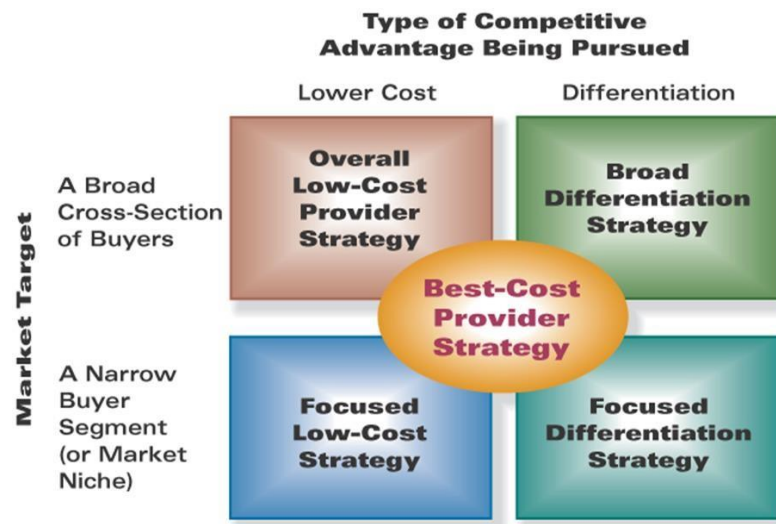 Type of Competitive
Advantage Being Pursued
Lower Cost
Differentiation
Market Target
A Broad
Cross-Section
of Buyers
Overall
Low-Cost
Provider
Strategy
Broad
Differentiation
Strategy
Best-Cost
Provider
Strategy
A Narrow
Buyer
Segment
(or Market
Niche)
Focused
Low-Cost
Strategy
Focused
Differentiation
Strategy